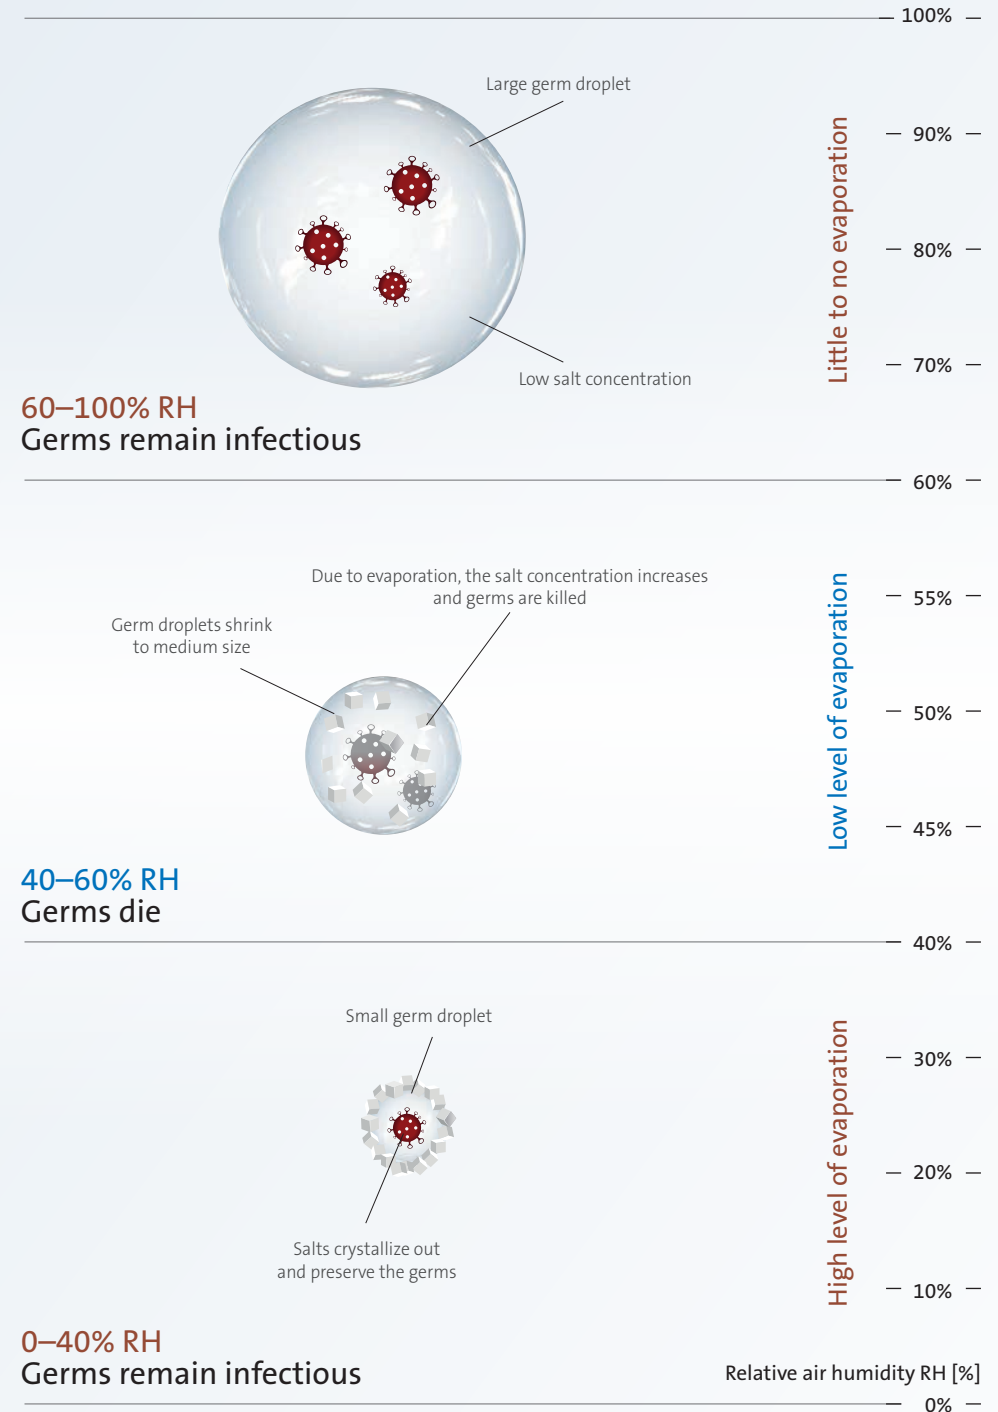 100%
Large germ droplet
90%
Little to no evaporation
80%
70%
Low salt concentration
60–100% RH
Germs remain infectious
60%
Due to evaporation, the salt concentration increases
and germs are killed
55%
Germ droplets shrink
to medium size
Low level of evaporation
50%
45%
40–60% RH
Germs die
40%
Small germ droplet
High level of evaporation
30%
20%
Salts crystallize out
and preserve the germs
10%
0–40% RH
Germs remain infectious
Relative air humidity RH [%]
0%